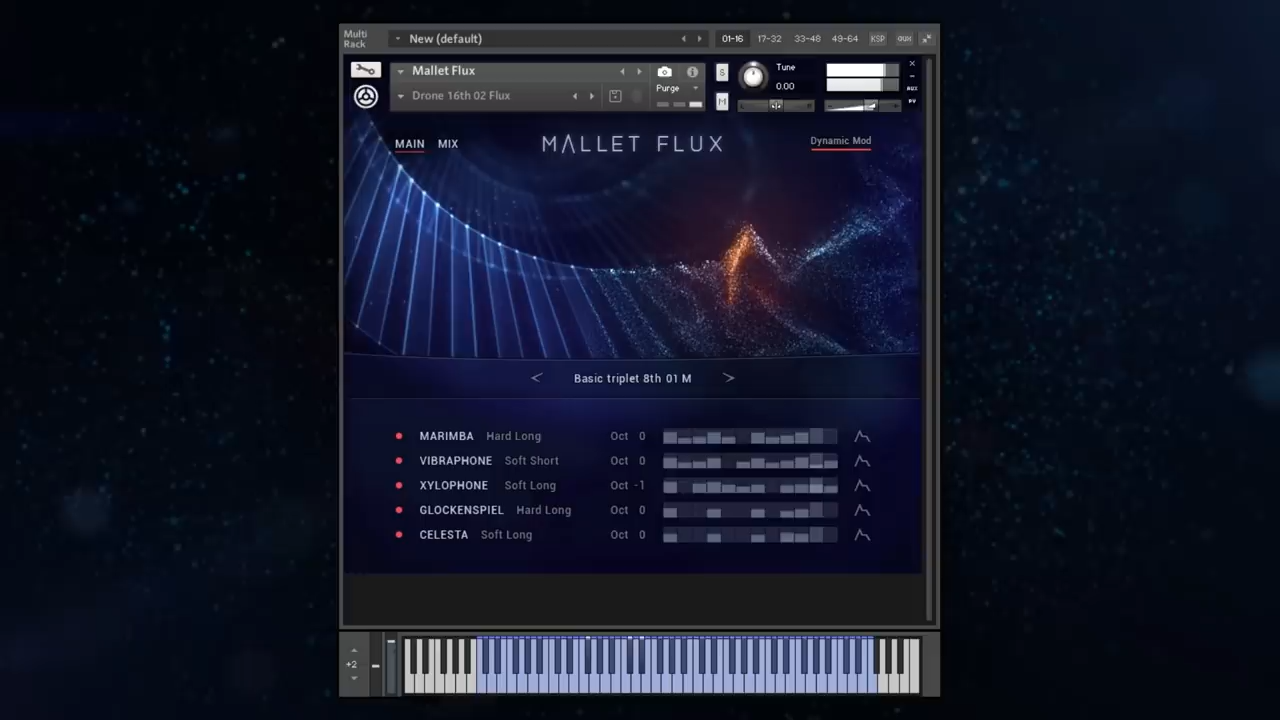 Multi Rack
New (default)
01-16 17-32 33-48 49-64 KSP aux
Mallet Flux
S
Tune
Purge
0.00
Drone 16th 02 Flux
M
L R
AUX
PV
MAIN MIX
MALLET FLUX
Dynamic Mod
< Basic triplet 8th 01 M >
MARIMBA Hard Long Oct 0
VIBRAPHONE Soft Short Oct 0
XYLOPHONE Soft Long Oct -1
GLOCKENSPIEL Hard Long Oct 0
CELESTA Soft Long Oct 0
+2